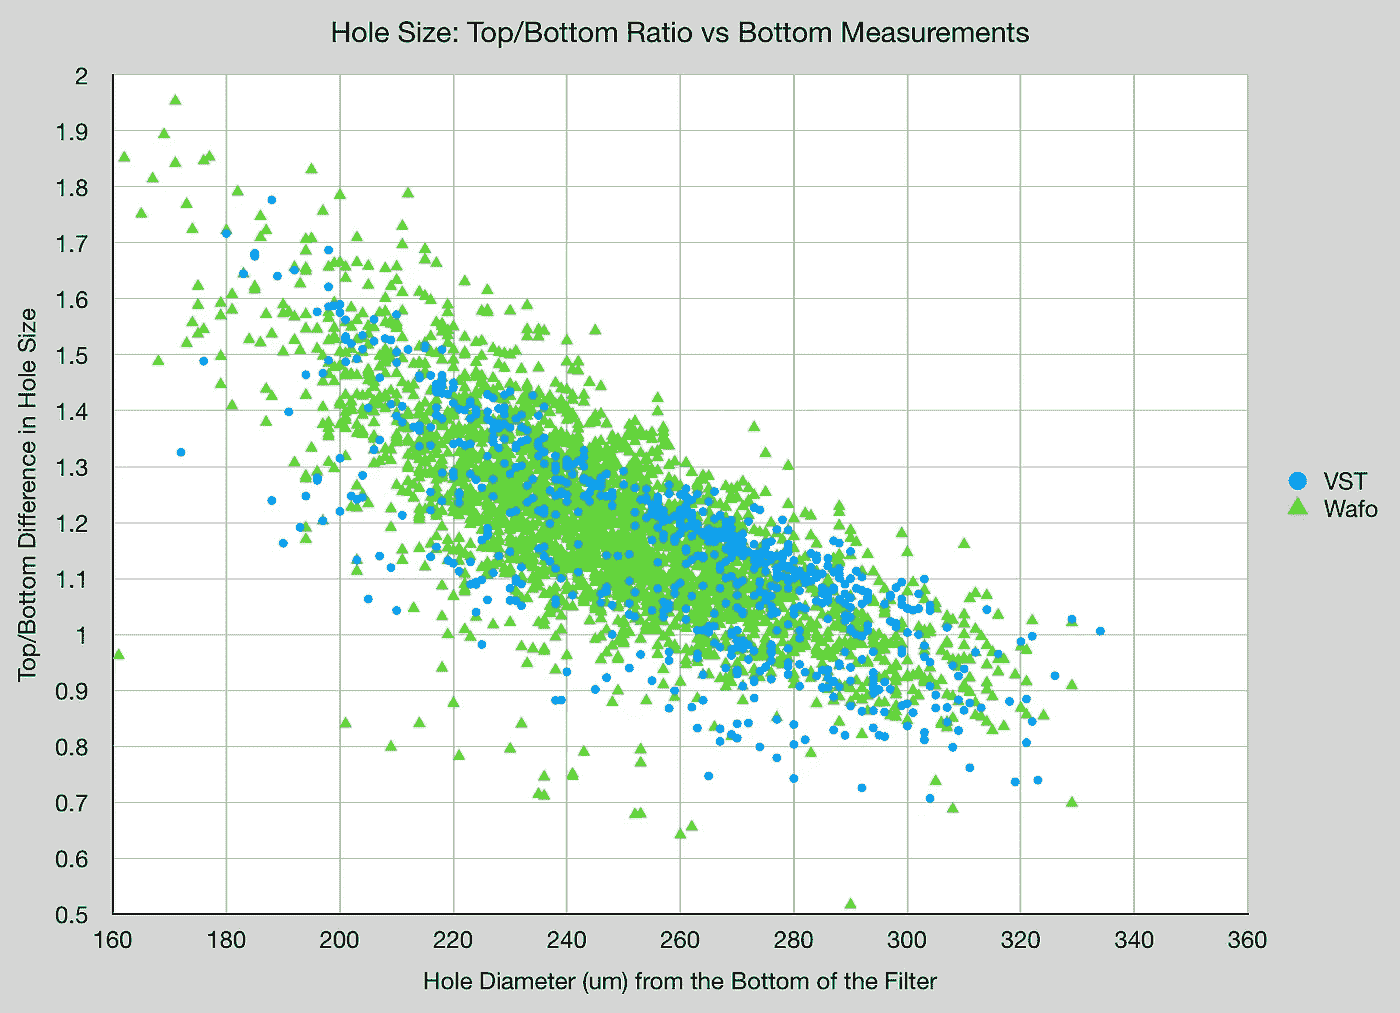 Hole Size: Top/Bottom Ratio vs Bottom Measurements
Top/Bottom Difference in Hole Size
2
1.9
1.8
1.7
1.6
1.5
1.4
1.3
1.2
1.1
1
0.9
0.8
0.7
0.6
0.5
160 180 200 220 240 260 280 300 320 340 360
Hole Diameter (um) from the Bottom of the Filter
VST
Wafo